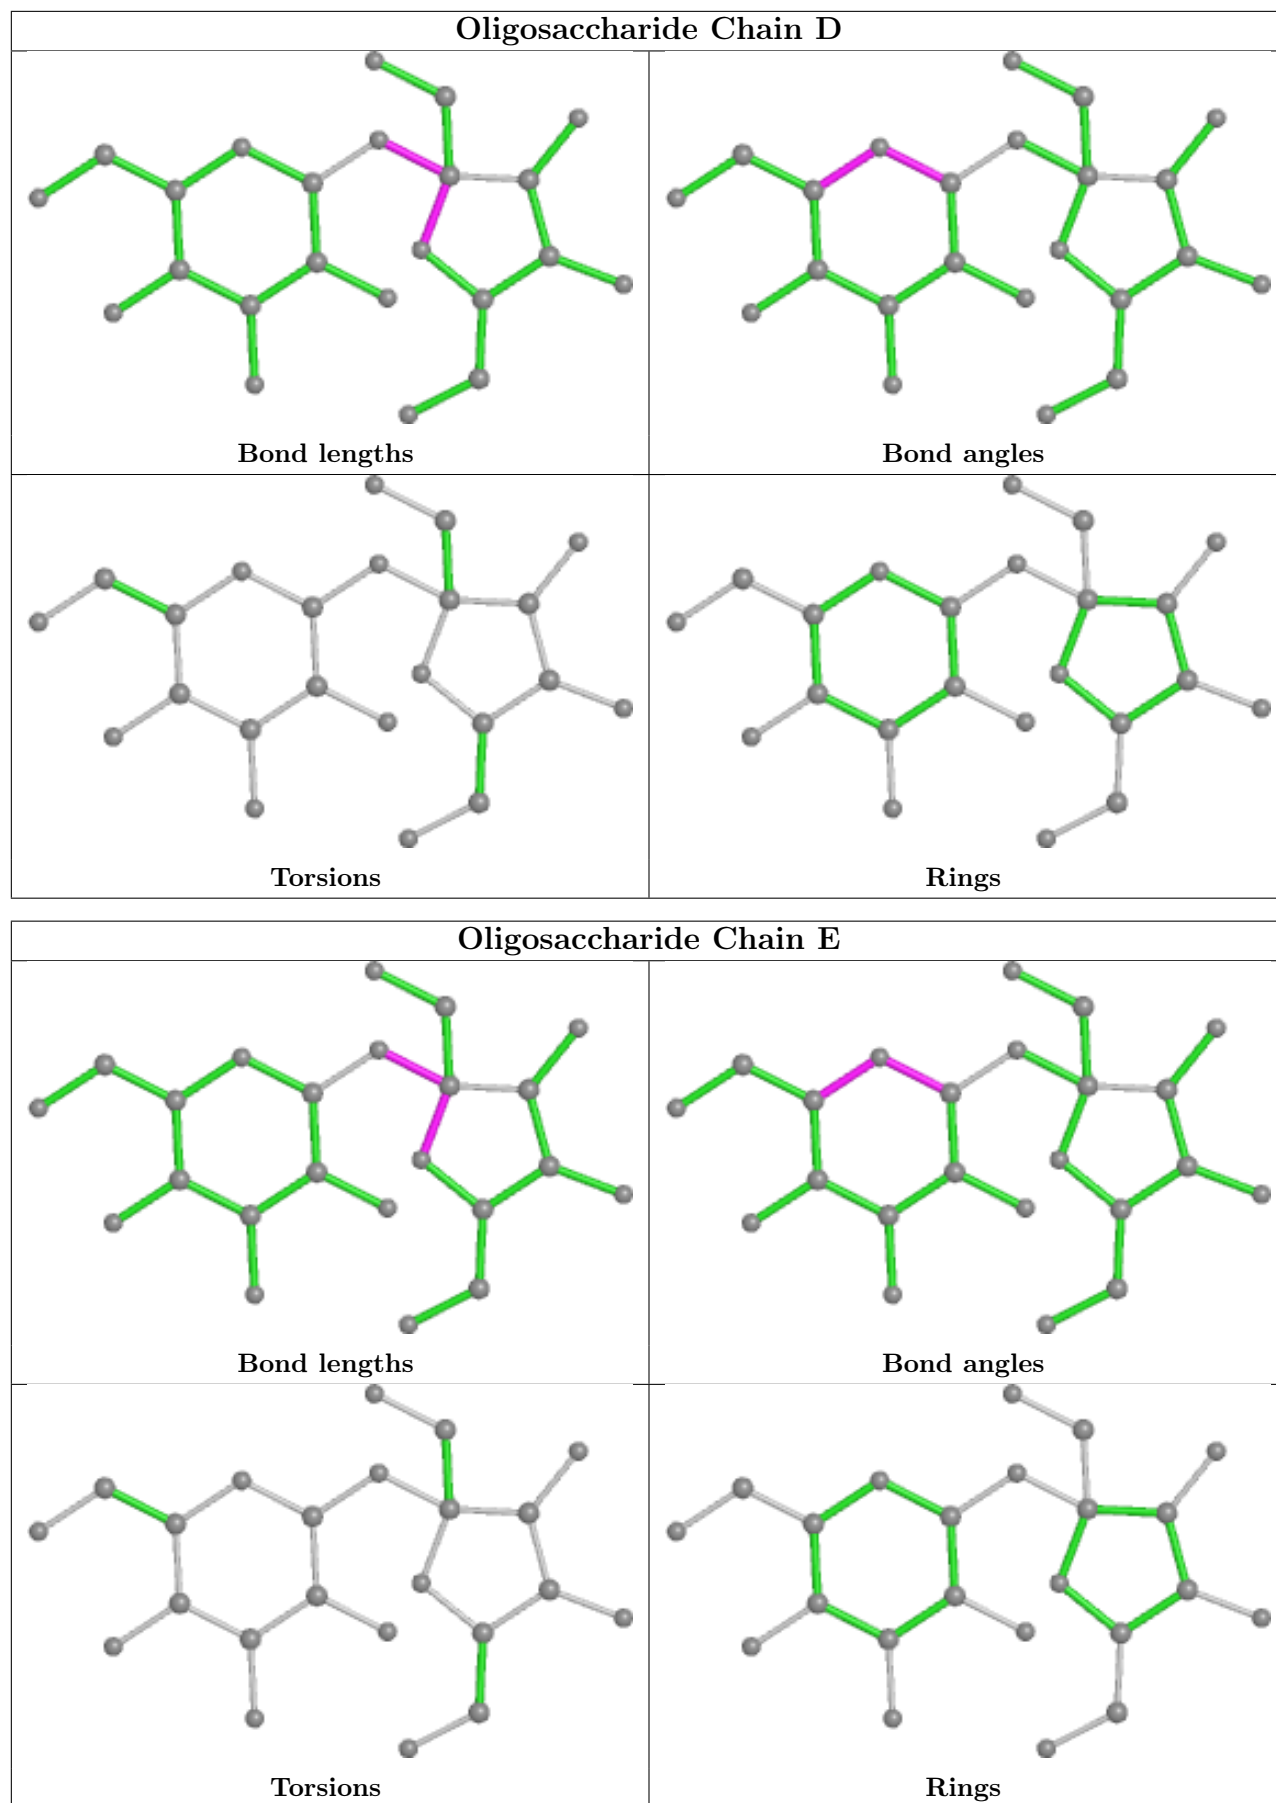 Oligosaccharide Chain D
Bond lengths
Bond angles
Torsions
Rings
Oligosaccharide Chain E
Bond lengths
Bond angles
Torsions
Rings